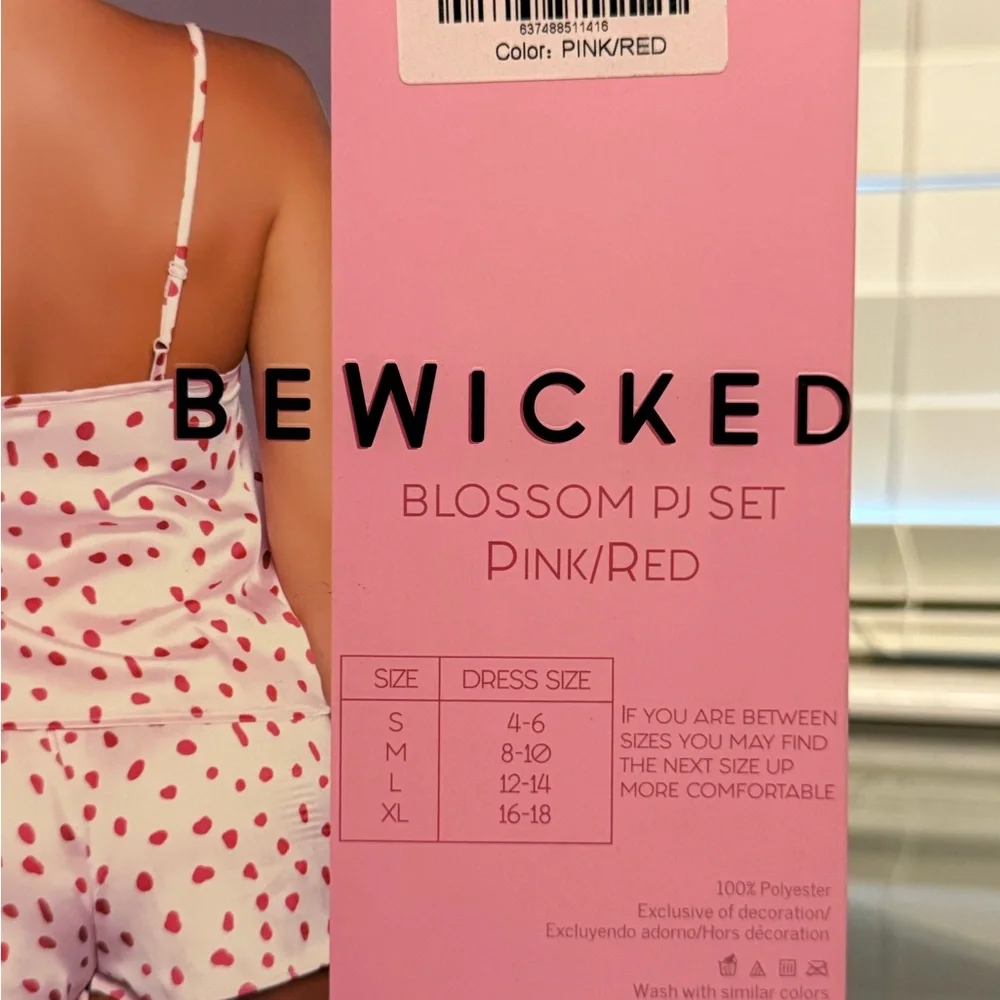 637488511416
Color: PINK/RED
BEWICKED
BLOSSOM PJ SET
PINK/RED
SIZE DRESS SIZE
S 4-6
M 8-10
L 12-14
XL 16-18
IF YOU ARE BETWEEN
SIZES YOU MAY FIND
THE NEXT SIZE UP
MORE COMFORTABLE
100% Polyester
Exclusive of decoration/
Excluyendo adorno/Hors décoration
Wash with similar colors